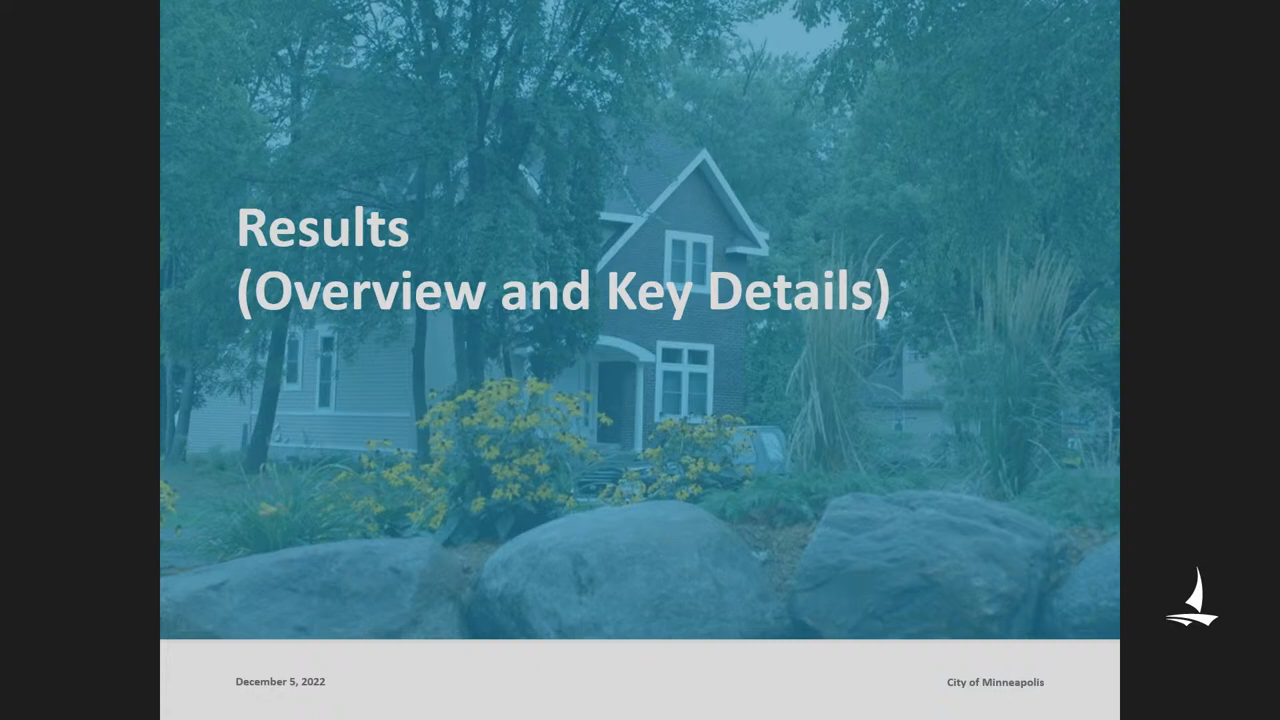 Results
(Overview and Key Details)
December 5, 2022
City of Minneapolis